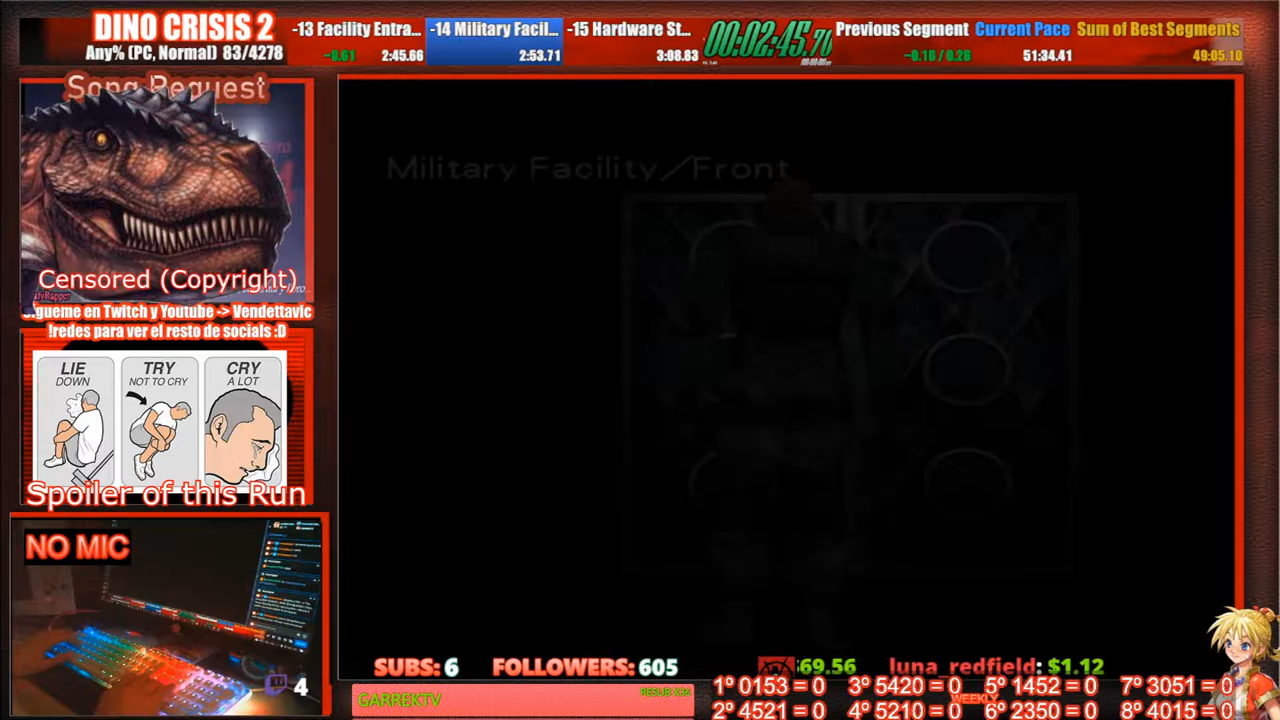 DINO CRISIS 2
Any% (PC, Normal) 83/4278
-13 Facility Entra...
-0.61 2:45.66
-14 Military Facil...
2:53.71
-15 Hardware St...
3:08.83
00:02:45.70
Previous Segment Current Pace Sum of Best Segments
-0.16 / 0.26 51:34.41 49:05.10
Song Request
Censored (Copyright)
Sigueme en Twitch y Youtube -> Vendettavic
!redes para ver el resto de socials :D
LIE
DOWN
TRY
NOT TO CRY
CRY
A LOT
Spoiler of this Run
NO MIC
4
Military Facility/Front
SUBS: 6 FOLLOWERS: 605
$69.56 luna_redfield: $1.12
GARREKTV
RESUB X36
WEEKLY
1º 0153 = 0 3º 5420 = 0 5º 1452 = 0 7º 3051 = 0
2º 4521 = 0 4º 5210 = 0 6º 2350 = 0 8º 4015 = 0